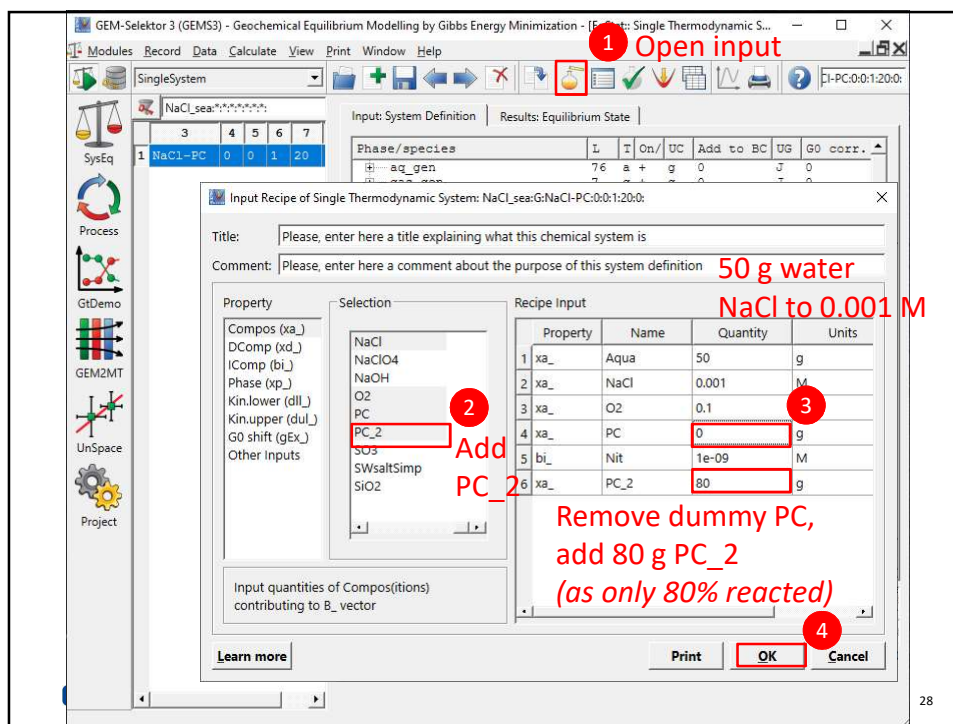 GEM-Selektor 3 (GEMS3) - Geochemical Equilibrium Modelling by Gibbs Energy Minimization - [EqStat:: Single Thermodynamic S...
Modules Record Data Calculate View Print Window Help
1 Open input
SingleSystem
Cl-PC:0:0:1:20:0:
NaCl_sea:*:*:*:*:*:*:*:
Input: System Definition Results: Equilibrium State
3 4 5 6 7
1 NaCl-PC 0 0 1 20
Phase/species L T On/ UC Add to BC UG G0 corr.
aq_gen 76 a + g 0 J 0
SysEq
Process
GtDemo
GEM2MT
UnSpace
Project
Input Recipe of Single Thermodynamic System: NaCl_sea:G:NaCl-PC:0:0:1:20:0:
Title: Please, enter here a title explaining what this chemical system is
Comment: Please, enter here a comment about the purpose of this system definition
50 g water
NaCl to 0.001 M
Property
Compos (xa_)
DComp (xd_)
IComp (bi_)
Phase (xp_)
Kin.lower (dll_)
Kin.upper (dul_)
G0 shift (gEx_)
Other Inputs
Selection
NaCl
NaClO4
NaOH
O2
PC
PC_2
SO3
SWsaltSimp
SiO2
2
Add
PC_2
Recipe Input
Property Name Quantity Units
1 xa_ Aqua 50 g
2 xa_ NaCl 0.001 M
3 xa_ O2 0.1
4 xa_ PC 0 g
5 bi_ Nit 1e-09 M
6 xa_ PC_2 80 g
3
Remove dummy PC,
add 80 g PC_2
(as only 80% reacted)
Input quantities of Compos(itions)
contributing to B_ vector
4
Learn more Print OK Cancel
28